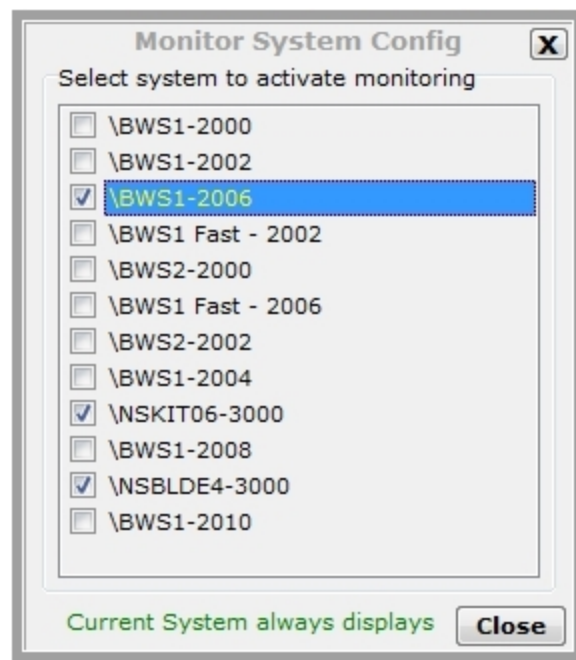 Monitor System Config
X
Select system to activate monitoring
\BWS1-2000
\BWS1-2002
\BWS1-2006
\BWS1 Fast - 2002
\BWS2-2000
\BWS1 Fast - 2006
\BWS2-2002
\BWS1-2004
\NSKIT06-3000
\BWS1-2008
\NSBLDE4-3000
\BWS1-2010
Current System always displays
Close